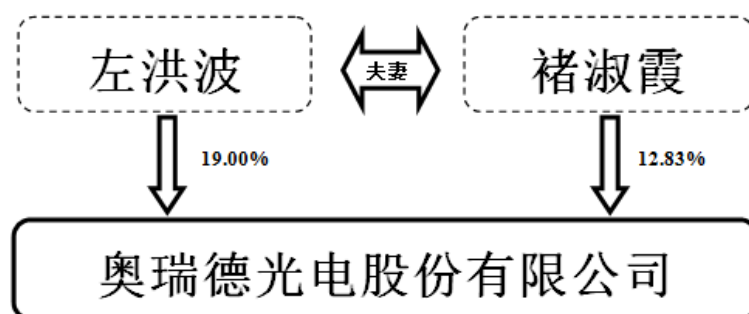 左洪波
夫妻
褚淑霞
19.00%
12.83%
奥瑞德光电股份有限公司